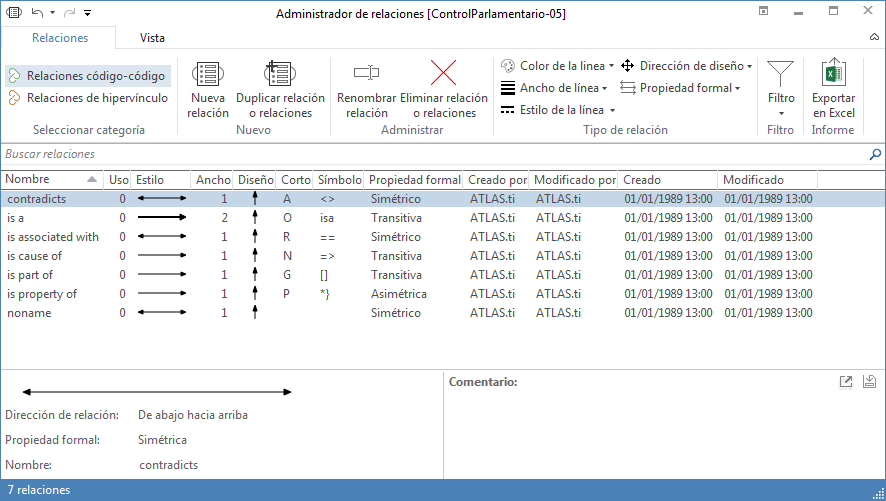 Administrador de relaciones [ControlParlamentario-05]
Relaciones Vista
Relaciones código-código
Relaciones de hipervínculo
Seleccionar categoría
Nueva relación
Duplicar relación o relaciones
Nuevo
Renombrar relación
Eliminar relación o relaciones
Administrar
Color de la linea
Ancho de línea
Estilo de la línea
Dirección de diseño
Propiedad formal
Tipo de relación
Filtro
Filtro
Exportar en Excel
Informe
Buscar relaciones
Nombre Uso Estilo Ancho Diseño Corto Símbolo Propiedad formal Creado por Modificado por Creado Modificado
contradicts 0 1 A <> Simétrico ATLAS.ti ATLAS.ti 01/01/1989 13:00 01/01/1989 13:00
is a 0 2 O isa Transitiva ATLAS.ti ATLAS.ti 01/01/1989 13:00 01/01/1989 13:00
is associated with 0 1 R == Simétrico ATLAS.ti ATLAS.ti 01/01/1989 13:00 01/01/1989 13:00
is cause of 0 1 N => Transitiva ATLAS.ti ATLAS.ti 01/01/1989 13:00 01/01/1989 13:00
is part of 0 1 G [] Transitiva ATLAS.ti ATLAS.ti 01/01/1989 13:00 01/01/1989 13:00
is property of 0 1 P *} Asimétrica ATLAS.ti ATLAS.ti 01/01/1989 13:00 01/01/1989 13:00
noname 0 1 Simétrico ATLAS.ti ATLAS.ti 01/01/1989 13:00 01/01/1989 13:00
Dirección de relación: De abajo hacia arriba
Propiedad formal: Simétrica
Nombre: contradicts
Comentario:
7 relaciones